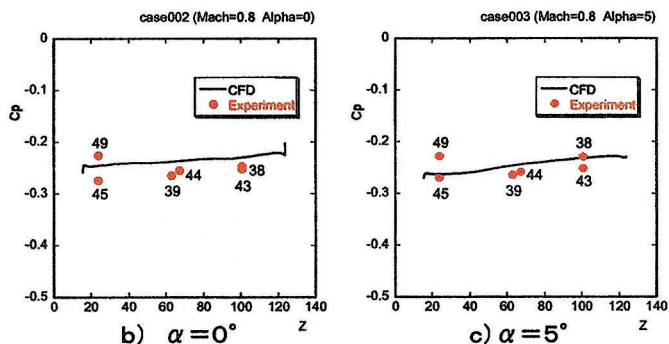 case002 (Mach=0.8 Alpha=0)
0
-0.1
-0.2
-0.3
-0.4
-0.5
Cp
CFD
Experiment
49
45
39
44
38
43
0 20 40 60 80 100 120 140
Z
b) α=0°
case003 (Mach=0.8 Alpha=5)
0
-0.1
-0.2
-0.3
-0.4
-0.5
Cp
CFD
Experiment
49
45
39
44
38
43
0 20 40 60 80 100 120 140
Z
c) α=5°